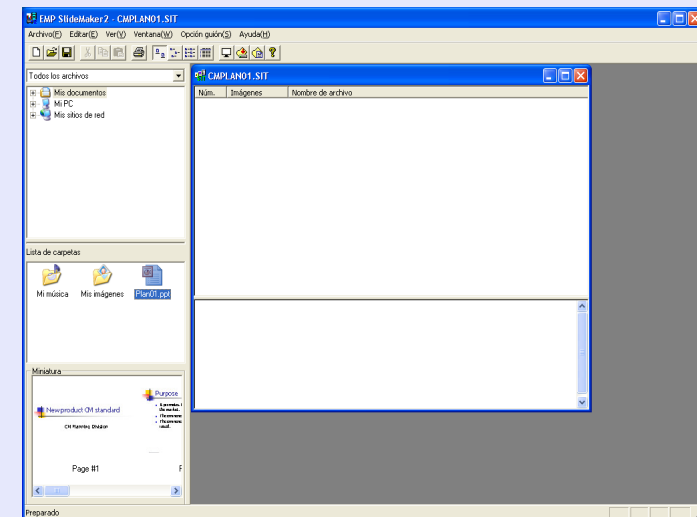 EMP SlideMaker2 - CMPLAN01.SIT
Archivo(F) Editar(E) Ver(V) Ventana(W) Opción guión(S) Ayuda(H)
Todos los archivos
Mis documentos
Mi PC
Mis sitios de red
CMPLAN01.SIT
Núm. Imágenes Nombre de archivo
Lista de carpetas
Mi música Mis imágenes Plan01.ppt
Miniatura
Purpose
New product CM standard
CM Planning Division
Page #1
Preparado